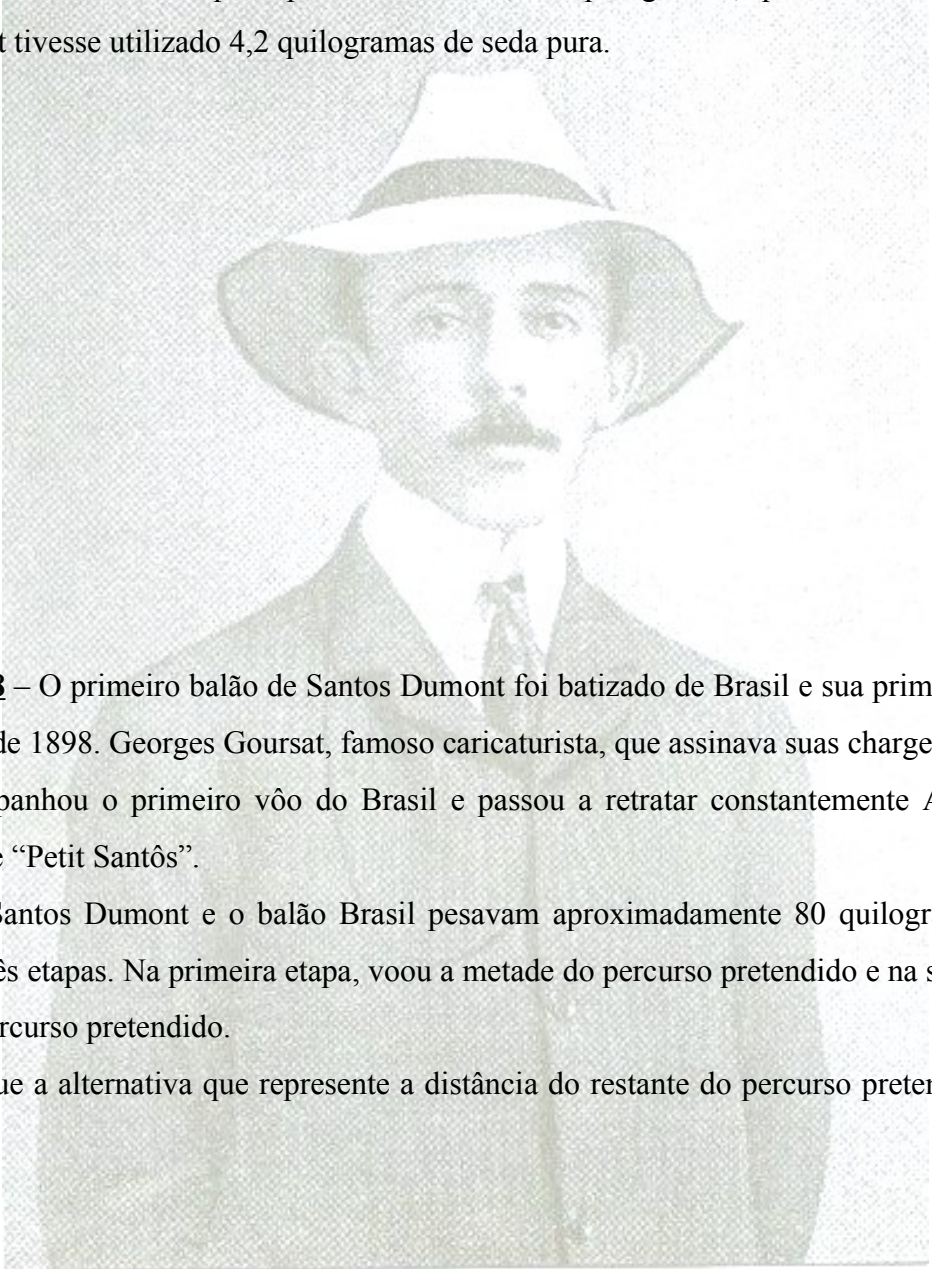 t tivesse utilizado 4,2 quilogramas de seda pura.
8 – O primeiro balão de Santos Dumont foi batizado de Brasil e sua prim
de 1898. Georges Goursat, famoso caricaturista, que assinava suas charge
panhou o primeiro vôo do Brasil e passou a retratar constantemente A
e “Petit Santôs”.
Santos Dumont e o balão Brasil pesavam aproximadamente 80 quilogr
ês etapas. Na primeira etapa, voou a metade do percurso pretendido e na s
rcurso pretendido.
ue a alternativa que represente a distância do restante do percurso preten